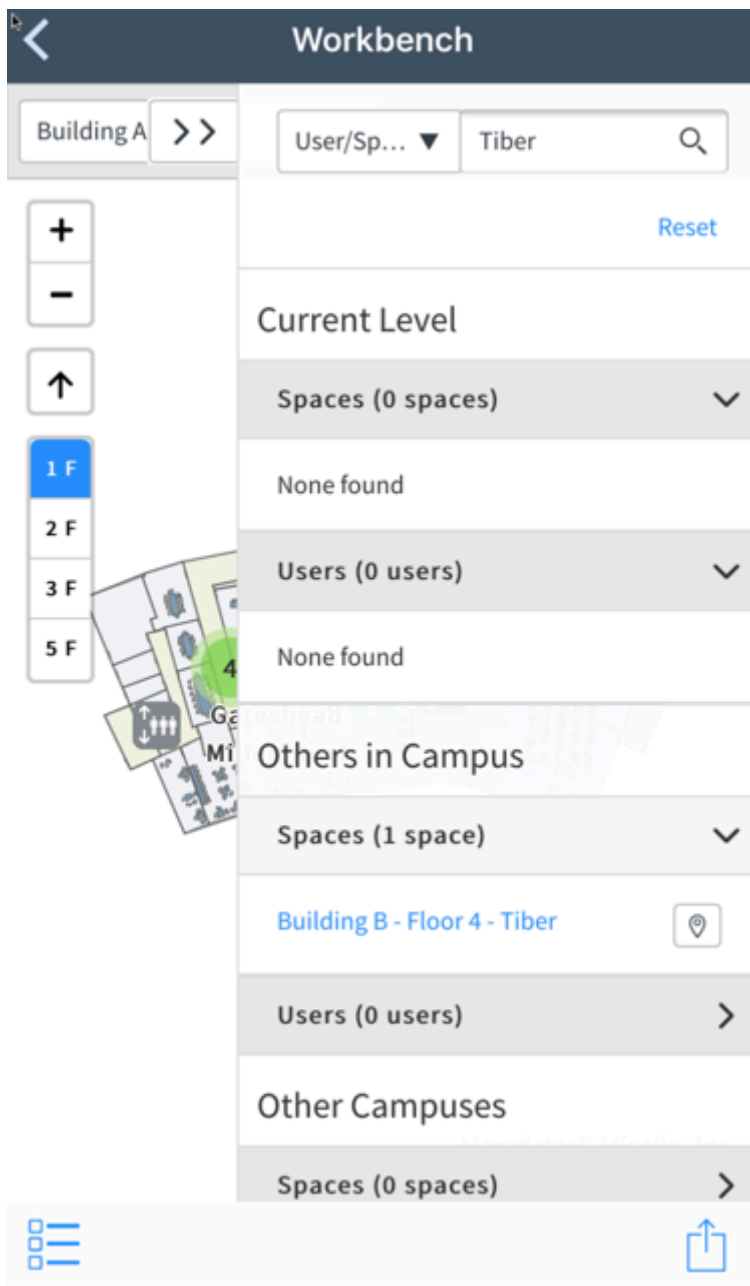 Workbench
Building A
User/Sp...
Tiber
Reset
+
−
1 F
2 F
3 F
5 F
4
Gateshead
Current Level
Spaces (0 spaces)
None found
Users (0 users)
None found
Others in Campus
Spaces (1 space)
Building B - Floor 4 - Tiber
Users (0 users)
Other Campuses
Spaces (0 spaces)